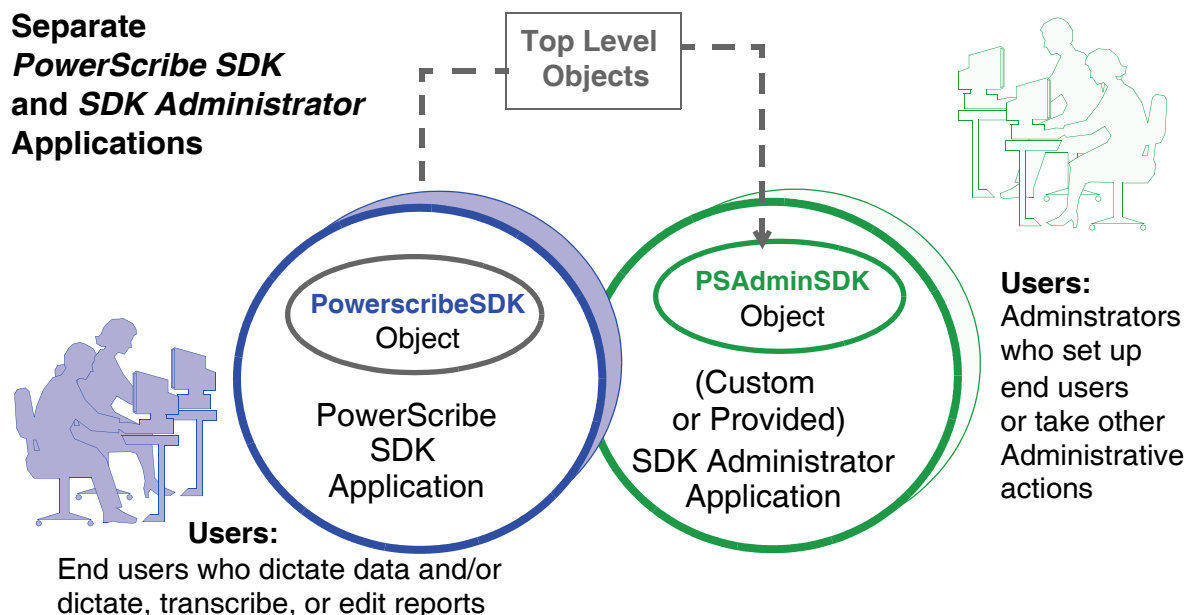 Separate
PowerScribe SDK
and SDK Administrator
Applications
Top Level
Objects
PowerscribeSDK
Object
PowerScribe
SDK
Application
PSAdminSDK
Object
(Custom
or Provided)
SDK Administrator
Application
Users:
Adminstrators
who set up
end users
or take other
Administrative
actions
Users:
End users who dictate data and/or
dictate, transcribe, or edit reports